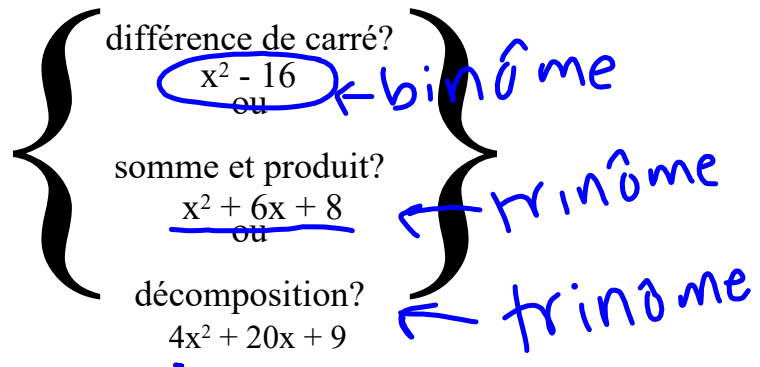 différence de carré?
x² - 16 ← binôme
ou
somme et produit?
x² + 6x + 8 ← trinôme
ou
décomposition? ← trinôme
4x² + 20x + 9